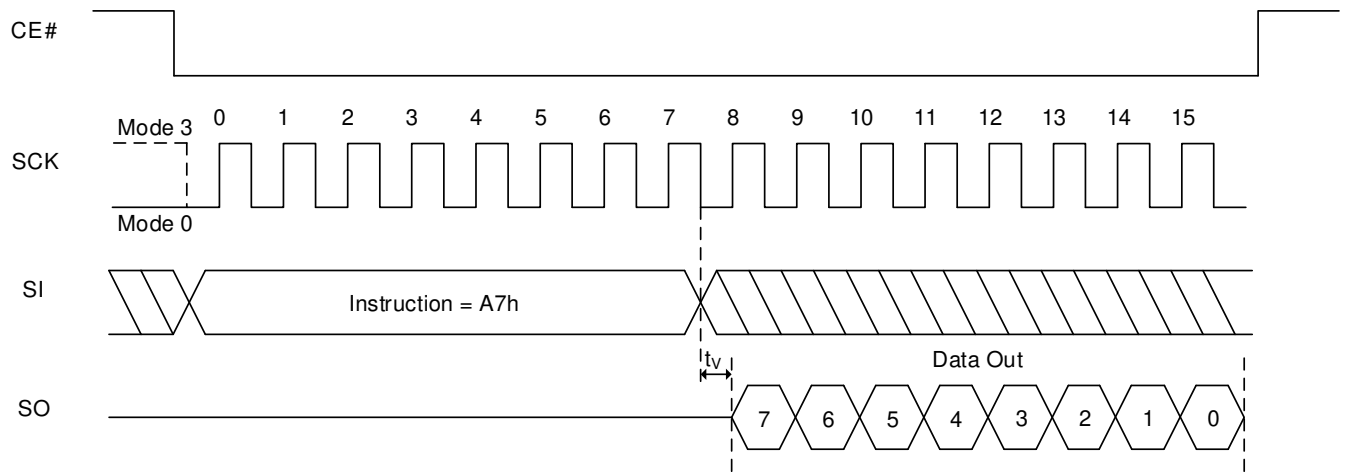 CE#
Mode 3
0 1 2 3 4 5 6 7 8 9 10 11 12 13 14 15
SCK
Mode 0
SI
Instruction = A7h
tV
Data Out
SO
7 6 5 4 3 2 1 0